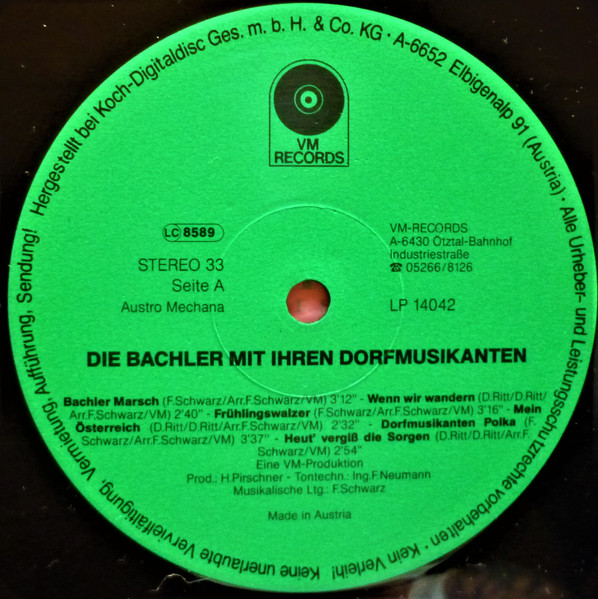 Hergestellt bei Koch-Digitaldisc Ges. m. b. H. & Co. KG · A-6652 Elbigenalp 91 (Austria) · Alle Urheber- und Leistungsschutzrechte vorbehalten · Kein Verleih! Keine unerlaubte Vervielfältigung, Vermietung, Aufführung, Sendung!
VM
RECORDS
LC 8589
STEREO 33
Seite A
Austro Mechana
VM-RECORDS
A-6430 Ötztal-Bahnhof
Industriestraße
☎ 05266/8126
LP 14042
DIE BACHLER MIT IHREN DORFMUSIKANTEN
Bachler Marsch (F.Schwarz/Arr.F.Schwarz/VM) 3'12" - Wenn wir wandern (D.Ritt/D.Ritt/
Arr.F.Schwarz/VM) 2'40" - Frühlingswalzer (F.Schwarz/Arr.F.Schwarz/VM) 3'16" - Mein
Österreich (D.Ritt/D.Ritt/Arr.F.Schwarz/VM) 2'32" - Dorfmusikanten Polka (F.
Schwarz/Arr.F.Schwarz/VM) 3'37" - Heut' vergiß die Sorgen (D.Ritt/D.Ritt/Arr.F.
Schwarz/VM) 2'54"
Eine VM-Produktion
Prod.: H.Pirschner - Tontechn.: Ing.F.Neumann
Musikalische Ltg.: F.Schwarz
Made in Austria